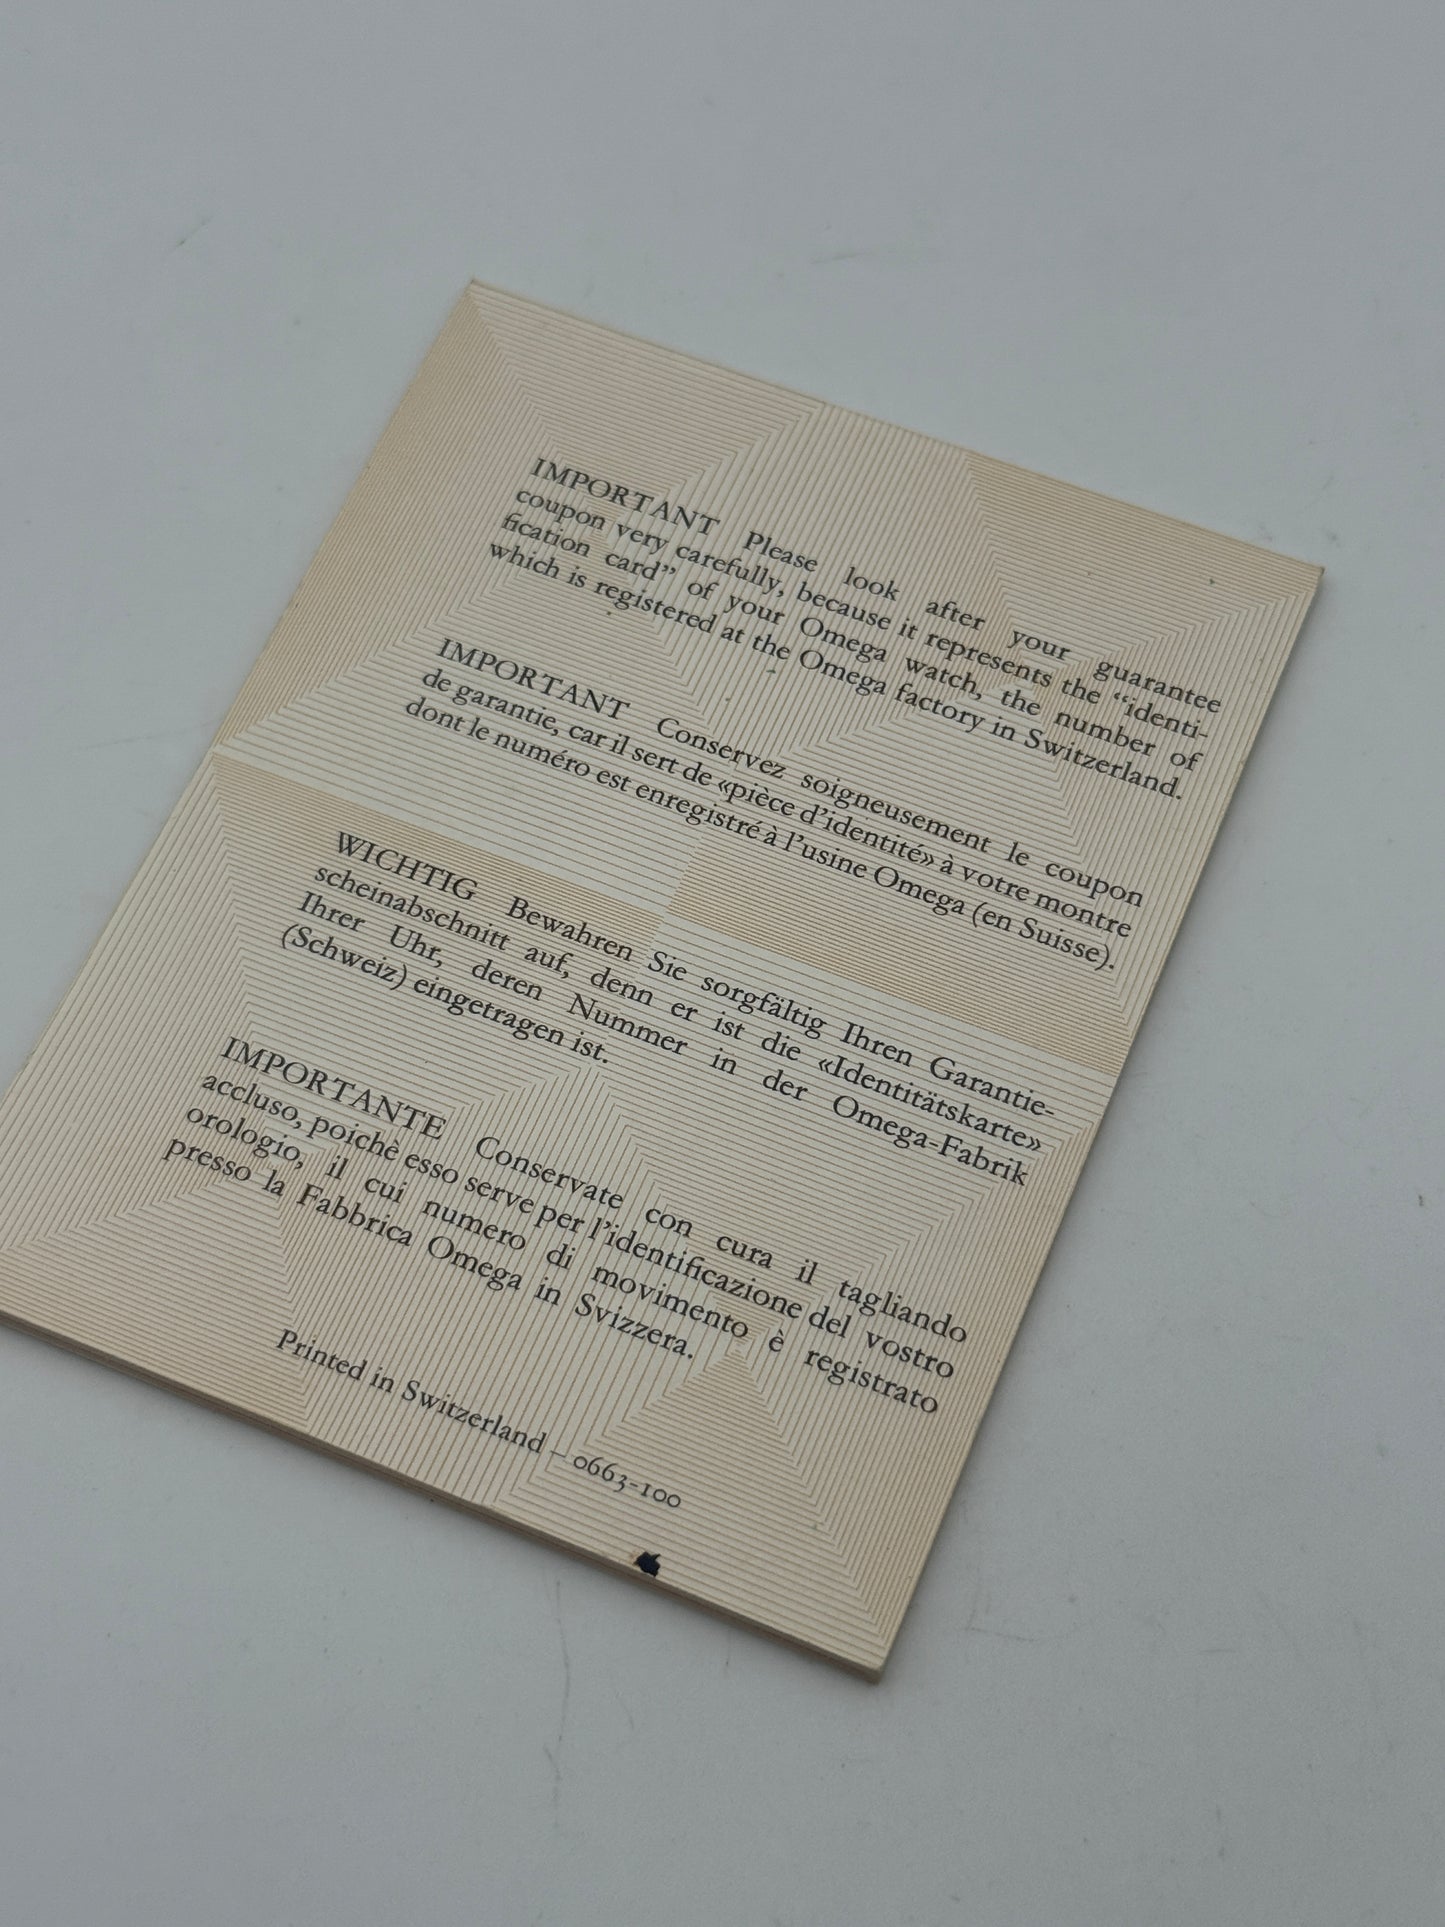 IMPORTANT Please look after your guarantee
coupon very carefully, because it represents the “identi-
fication card” of your Omega watch, the number of
which is registered at the Omega factory in Switzerland.
IMPORTANT Conservez soigneusement le coupon
de garantie, car il sert de «pièce d’identité» à votre montre
dont le numéro est enregistré à l’usine Omega (en Suisse).
WICHTIG Bewahren Sie sorgfältig Ihren Garantie-
scheinabschnitt auf, denn er ist die «Identitätskarte»
Ihrer Uhr, deren Nummer in der Omega-Fabrik
(Schweiz) eingetragen ist.
IMPORTANTE Conservate con cura il tagliando
accluso, poichè esso serve per l’identificazione del vostro
orologio, il cui numero di movimento è registrato
presso la Fabbrica Omega in Svizzera.
Printed in Switzerland – 0663-100